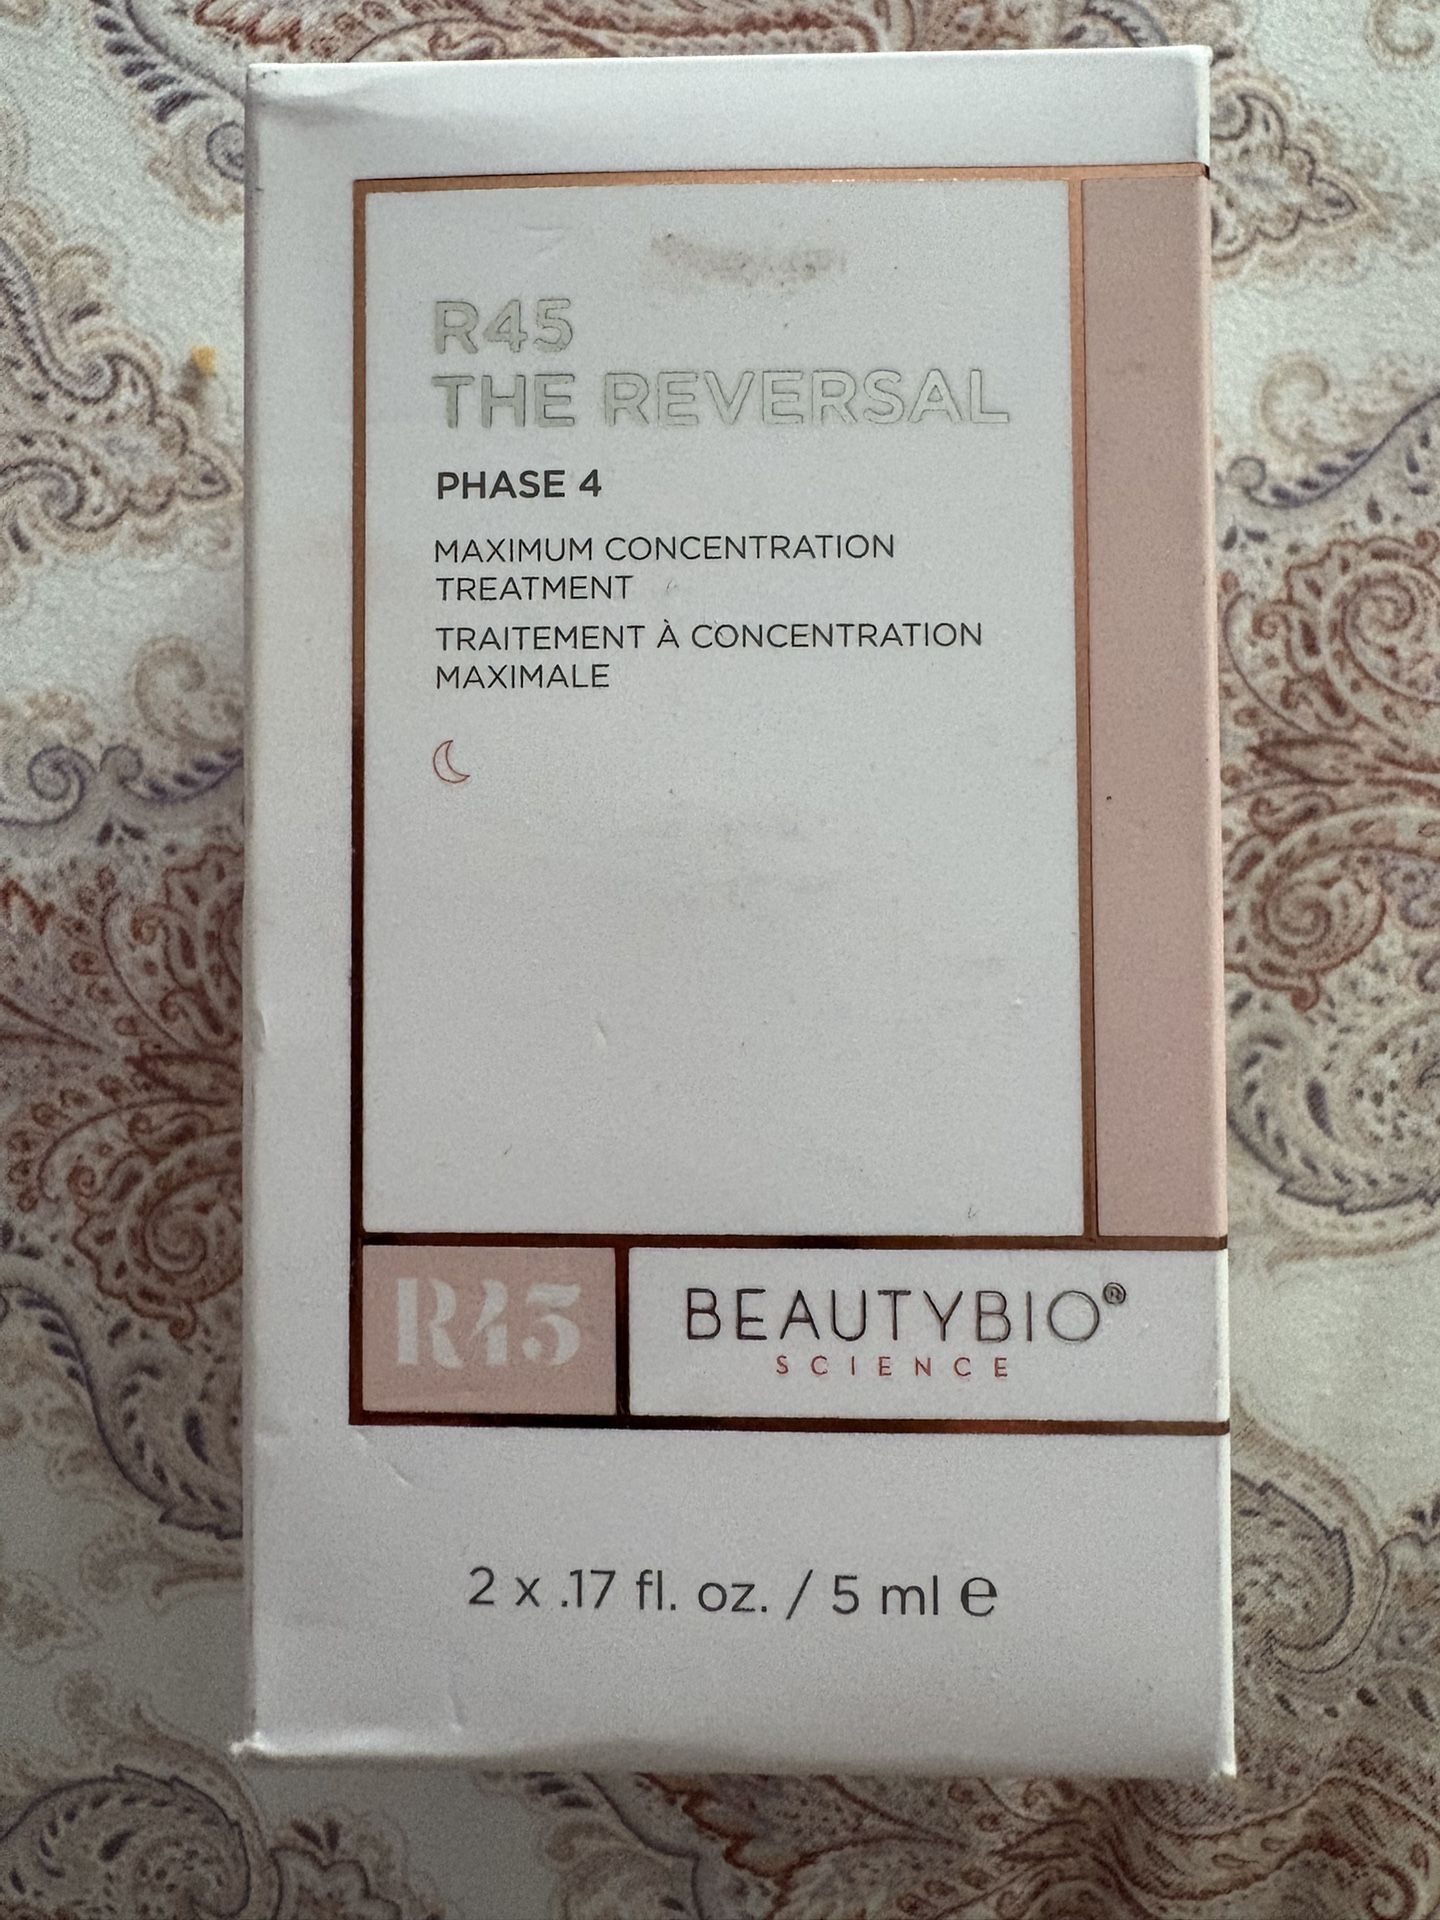 R45
THE REVERSAL
PHASE 4
MAXIMUM CONCENTRATION
TREATMENT
TRAITEMENT À CONCENTRATION
MAXIMALE
R45
BEAUTYBIO®
SCIENCE
2 x .17 fl. oz. / 5 ml ℮